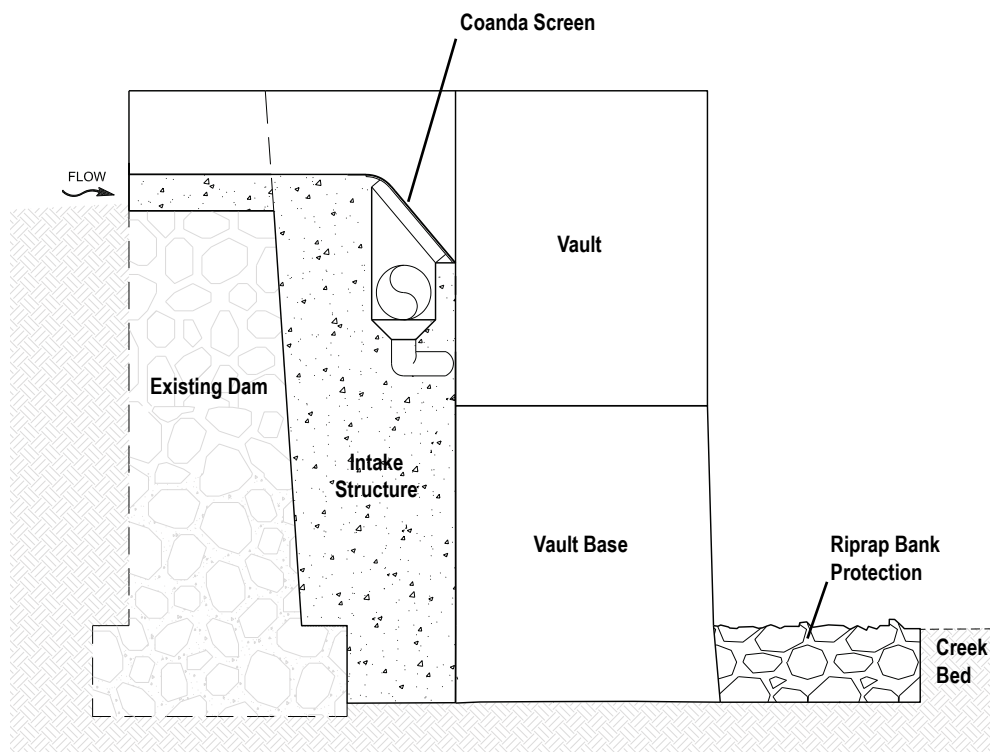 Coanda Screen
FLOW
Vault
Existing Dam
Intake
Structure
Vault Base
Riprap Bank
Protection
Creek
Bed